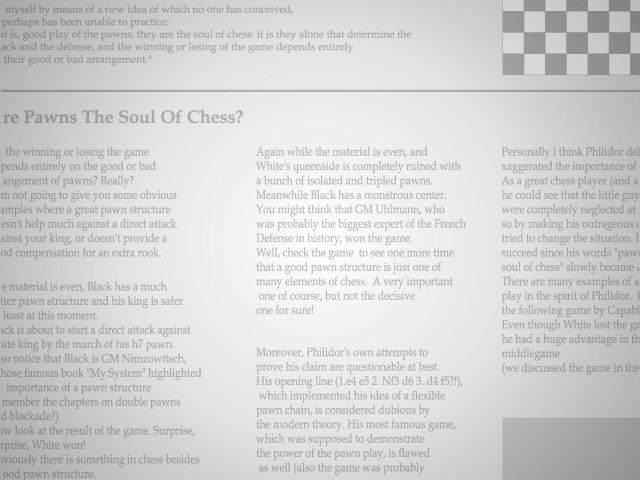 myself by means of a new idea of which no one has conceived,
perhaps has been unable to practice;
at is, good play of the pawns; they are the soul of chess: it is they alone that determine the
ack and the defense, and the winning or losing of the game depends entirely
their good or bad arrangement."
re Pawns The Soul Of Chess?
the winning or losing the game
pends entirely on the good or bad
angement of pawns? Really?
m not going to give you some obvious
amples where a great pawn structure
esn't help much against a direct attack
ainst your king, or doesn't provide a
od compensation for an extra rook.
e material is even, Black has a much
tter pawn structure and his king is safer
least at this moment.
ack is about to start a direct attack against
hite king by the march of his h7 pawn.
so notice that Black is GM Nimzowitsch,
hose famous book "My System" highlighted
importance of a pawn structure
member the chapters on double pawns
d blockade?)
ow look at the result of the game. Surprise,
rprise, White won!
viously there is something in chess besides
ood pawn structure.
Again while the material is even, and
White's queenside is completely ruined with
a bunch of isolated and tripled pawns.
Meanwhile Black has a monstrous center.
You might think that GM Uhlmann, who
was probably the biggest expert of the French
Defense in history, won the game.
Well, check the game to see one more time
that a good pawn structure is just one of
many elements of chess. A very important
one of course, but not the decisive
one for sure!
Moreover, Philidor's own attempts to
prove his claim are questionable at best.
His opening line (1.e4 e5 2. Nf3 d6 3. d4 f5?!),
which implemented his idea of a flexible
pawn chain, is considered dubious by
the modern theory. His most famous game,
which was supposed to demonstrate
the power of the pawn play, is flawed
as well (also the game was probably
Personally I think Philidor del
xaggerated the importance of
As a great chess player (and a
he could see that the little guy
were completely neglected at
so by making his outrageous c
tried to change the situation. I
succeed since his words "pawn
soul of chess" slowly became
There are many examples of a
play in the spirit of Philidor. I
the following game by Capabl
Even though White lost the ga
he had a huge advantage in th
middlegame
(we discussed the game in this